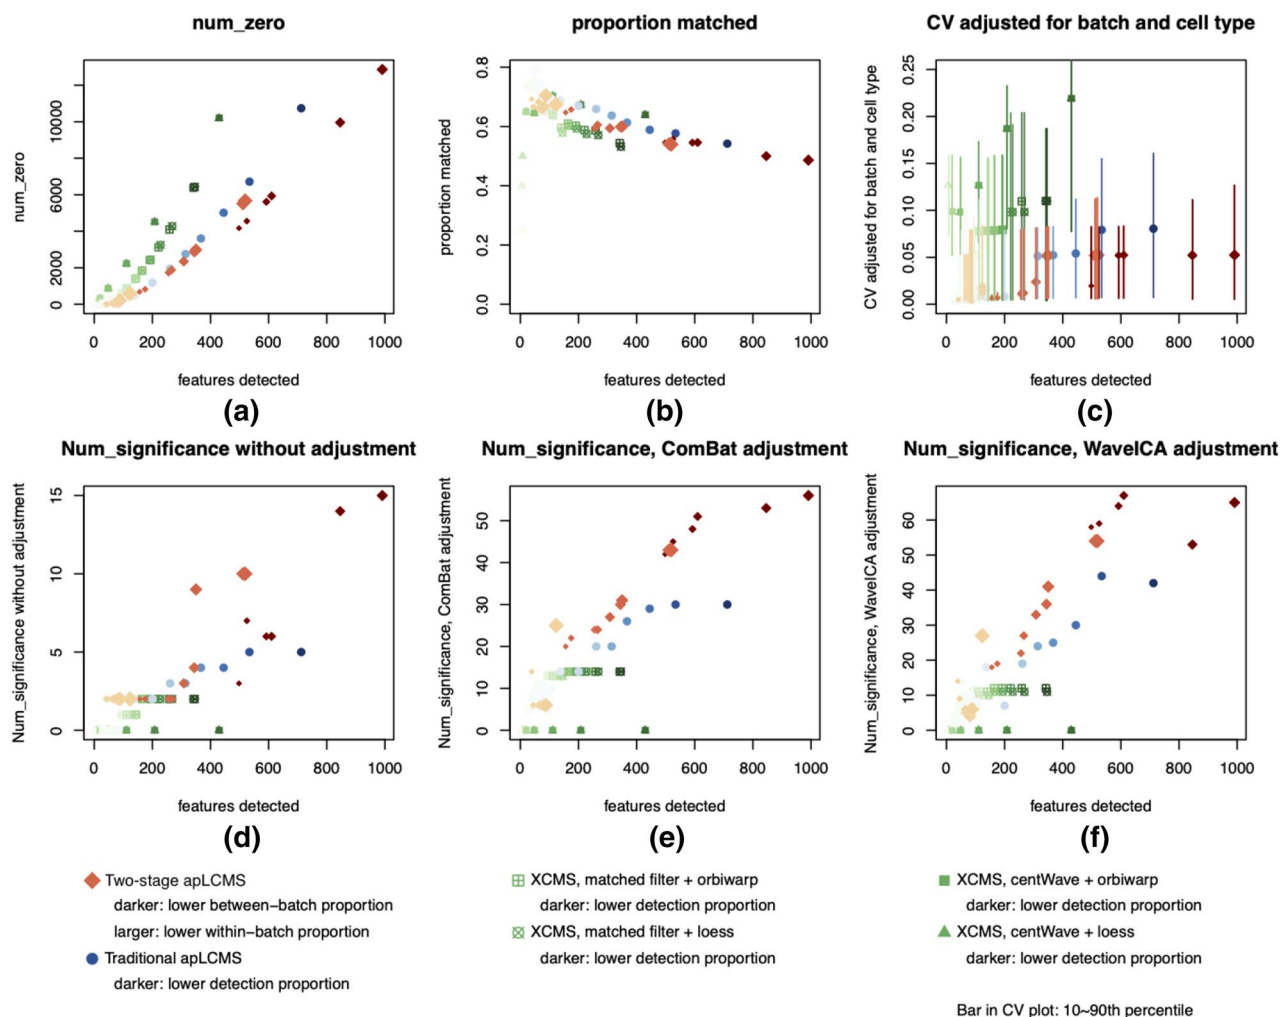 num_zero
num_zero
0
2000
6000
10000
0
200
400
600
800
1000
features detected
(a)
proportion matched
proportion matched
0.0
0.2
0.4
0.6
0.8
0
200
400
600
800
1000
features detected
(b)
CV adjusted for batch and cell type
CV adjusted for batch and cell type
0.00
0.05
0.10
0.15
0.20
0.25
0
200
400
600
800
1000
features detected
(c)
Num_significance without adjustment
Num_significance without adjustment
0
5
10
15
0
200
400
600
800
1000
features detected
(d)
Num_significance, ComBat adjustment
Num_significance, ComBat adjustment
0
10
20
30
40
50
0
200
400
600
800
1000
features detected
(e)
Num_significance, WaveICA adjustment
Num_significance, WaveICA adjustment
0
10
20
30
40
50
60
0
200
400
600
800
1000
features detected
(f)
Two-stage apLCMS
darker: lower between−batch proportion
larger: lower within−batch proportion
Traditional apLCMS
darker: lower detection proportion
XCMS, matched filter + orbiwarp
darker: lower detection proportion
XCMS, matched filter + loess
darker: lower detection proportion
XCMS, centWave + orbiwarp
darker: lower detection proportion
XCMS, centWave + loess
darker: lower detection proportion
Bar in CV plot: 10~90th percentile